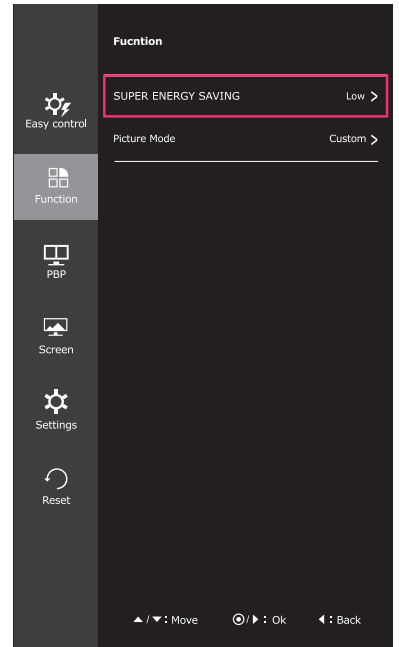 Fucntion
SUPER ENERGY SAVING Low >
Picture Mode Custom >
Easy control
Function
PBP
Screen
Settings
Reset
▲/▼: Move ◉/▶: Ok ◀: Back